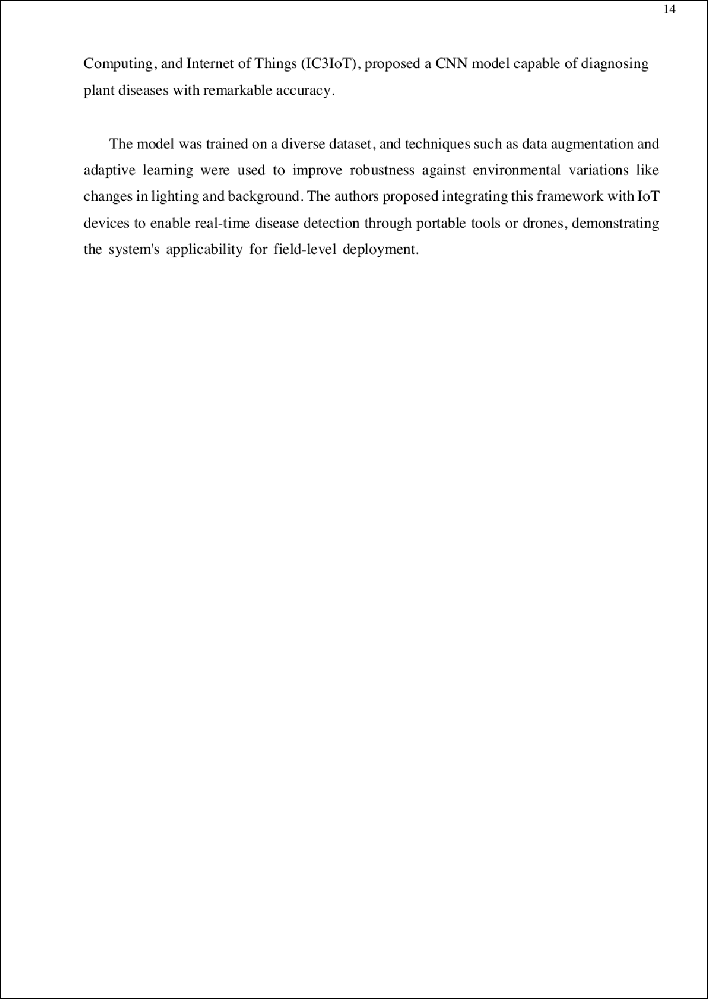 14
Computing, and Internet of Things (IC3IoT), proposed a CNN model capable of diagnosing
plant diseases with remarkable accuracy.
The model was trained on a diverse dataset, and techniques such as data augmentation and
adaptive learning were used to improve robustness against environmental variations like
changes in lighting and background. The authors proposed integrating this framework with IoT
devices to enable real-time disease detection through portable tools or drones, demonstrating
the system's applicability for field-level deployment.